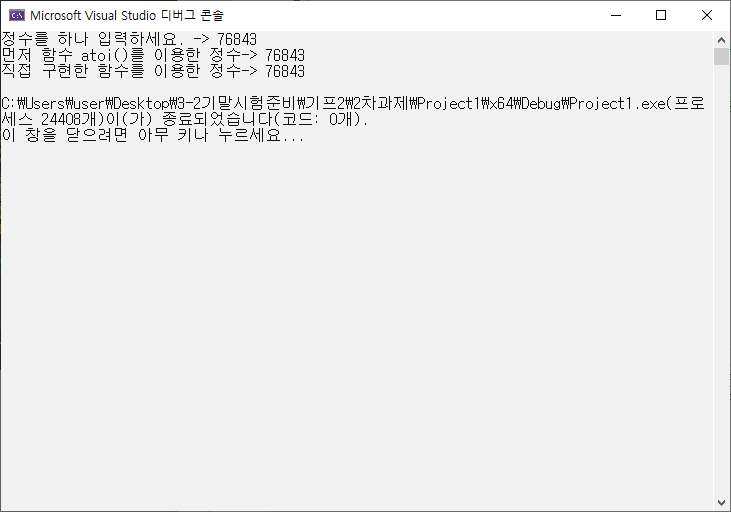 Microsoft Visual Studio 디버그 콘솔
정수를 하나 입력하세요. -> 76843
먼저 함수 atoi()를 이용한 정수-> 76843
직접 구현한 함수를 이용한 정수-> 76843
C:₩Users₩user₩Desktop₩3-2기말시험준비₩기프2₩2차과제₩Project1₩x64₩Debug₩Project1.exe(프로
세스 24408개)이(가) 종료되었습니다(코드: 0개).
이 창을 닫으려면 아무 키나 누르세요...